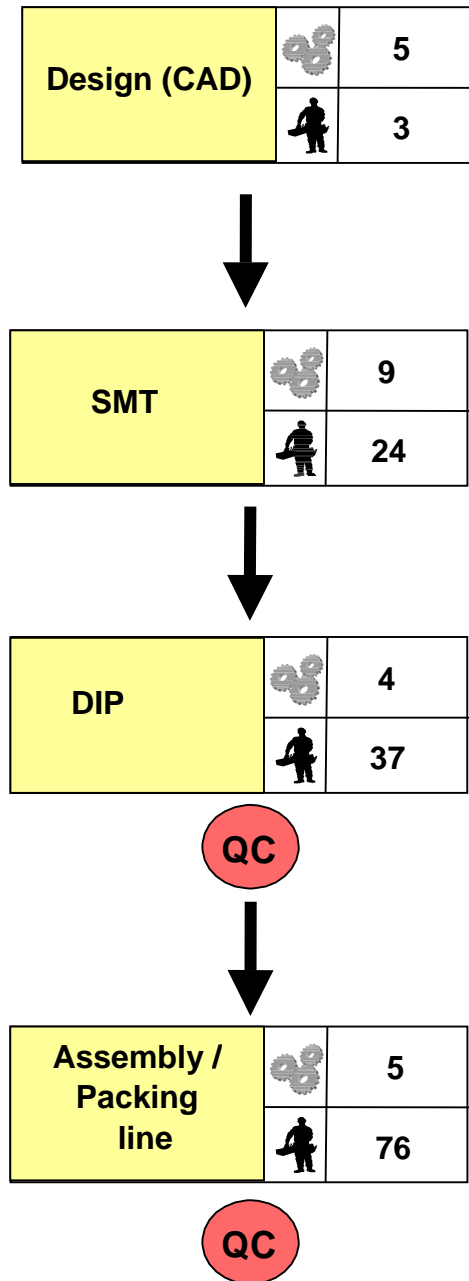 Design (CAD)
5
3
SMT
9
24
DIP
4
37
QC
Assembly /
Packing
line
5
76
QC